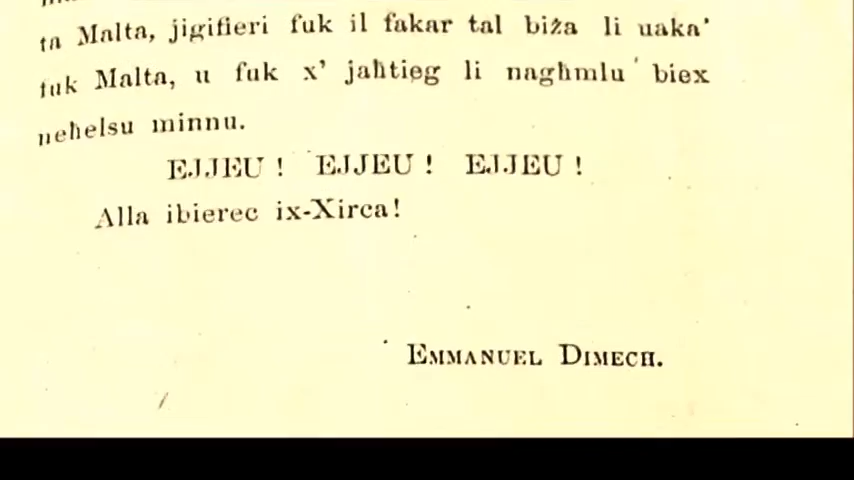 ta Malta, jigifieri fuk il fakar tal biża li uaka'
fuk Malta, u fuk x' jaħtieg li nagħmlu biex
neħelsu minnu.
EJJEU ! EJJEU ! EJJEU !
Alla ibierec ix-Xirca!
EMMANUEL DIMECH.